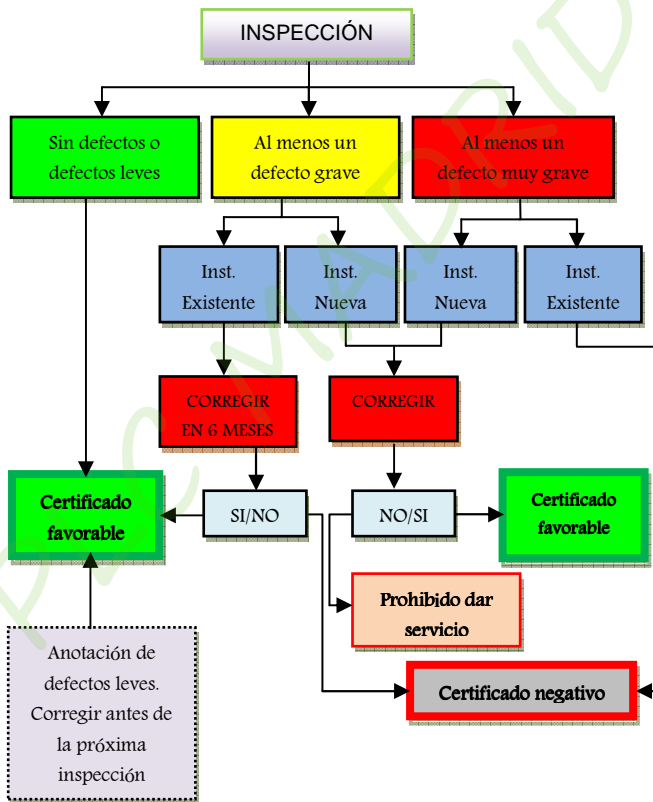 INSPECCIÓN
Sin defectos o
defectos leves
Al menos un
defecto grave
Al menos un
defecto muy grave
Inst.
Existente
Inst.
Nueva
Inst.
Nueva
Inst.
Existente
CORREGIR
EN 6 MESES
CORREGIR
Certificado
favorable
SI/NO
NO/SI
Certificado
favorable
Prohibido dar
servicio
Certificado negativo
Anotación de
defectos leves.
Corregir antes de
la próxima
inspección
PLC MADRID